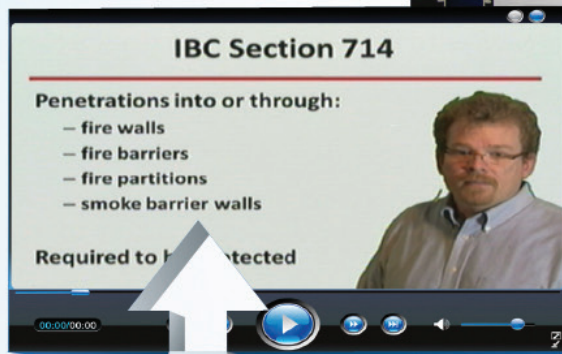 IBC Section 714
Penetrations into or through:
– fire walls
– fire barriers
– fire partitions
– smoke barrier walls
Required to
00:00/00:00